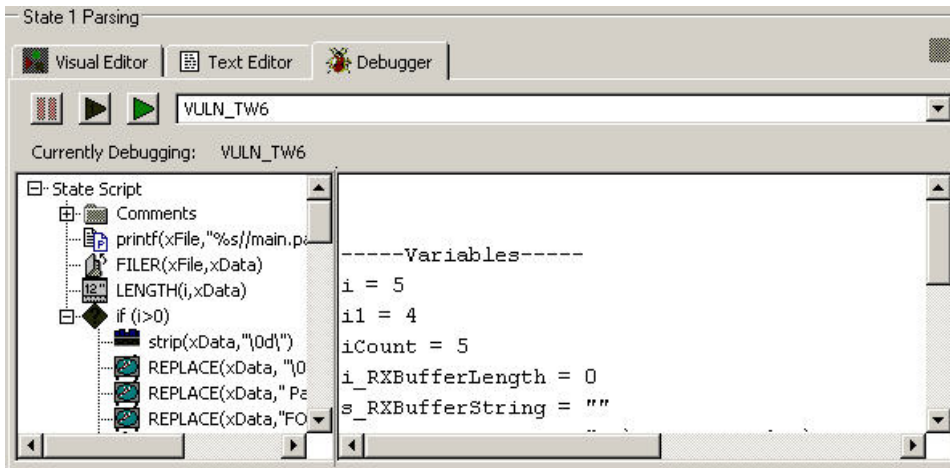 State 1 Parsing
Visual Editor Text Editor Debugger
VULN_TW6
Currently Debugging: VULN_TW6
State Script
Comments
printf(xFile,"%s//main.pa
FILER(xFile,xData)
12" LENGTH(i,xData)
if (i>0)
strip(xData,"\0d\")
REPLACE(xData, "\0
REPLACE(xData," Pa
REPLACE(xData,"FO
-----Variables-----
i = 5
i1 = 4
iCount = 5
i_RXBufferLength = 0
s_RXBufferString = ""